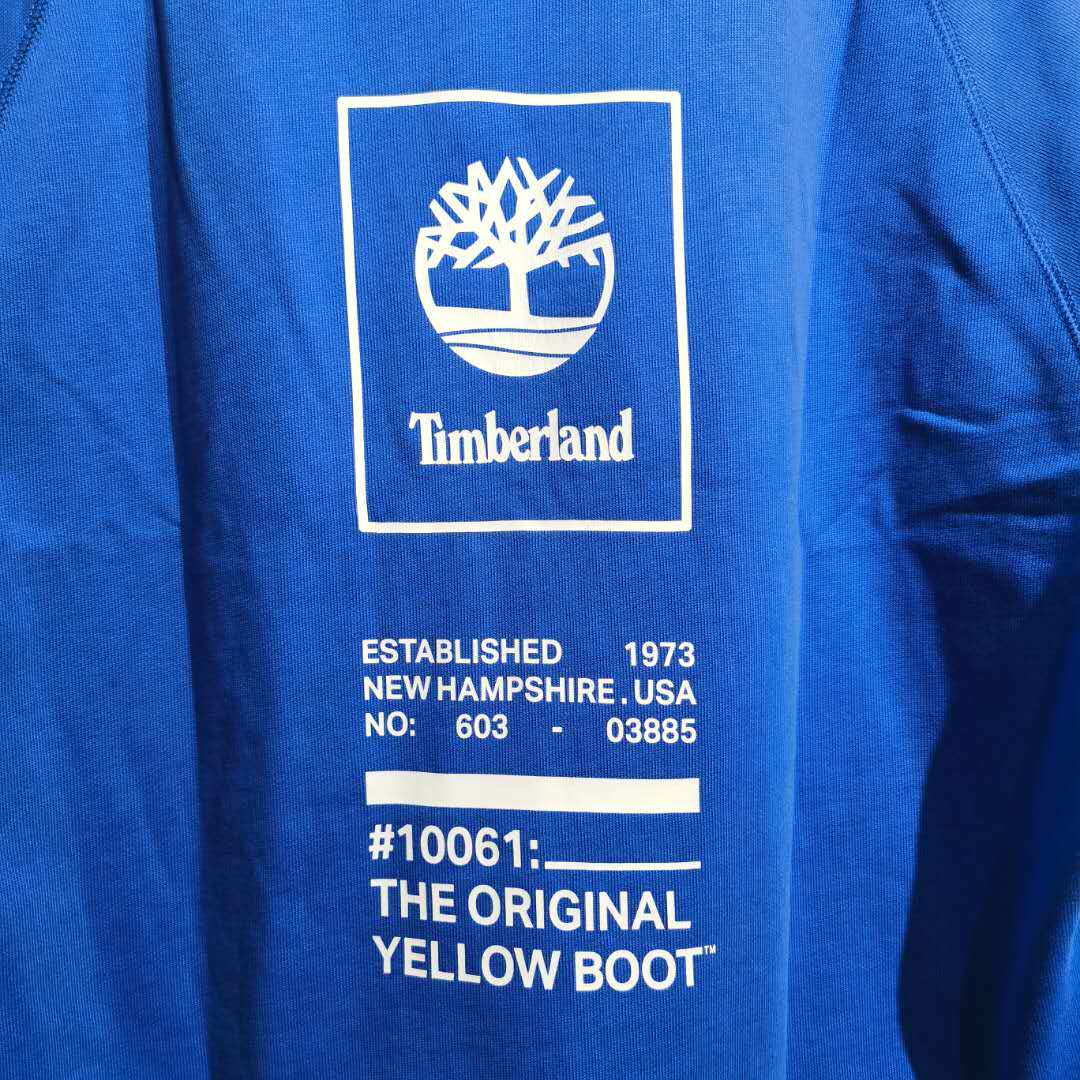 Timberland
ESTABLISHED 1973
NEW HAMPSHIRE . USA
NO: 603 - 03885
#10061:
THE ORIGINAL
YELLOW BOOT™